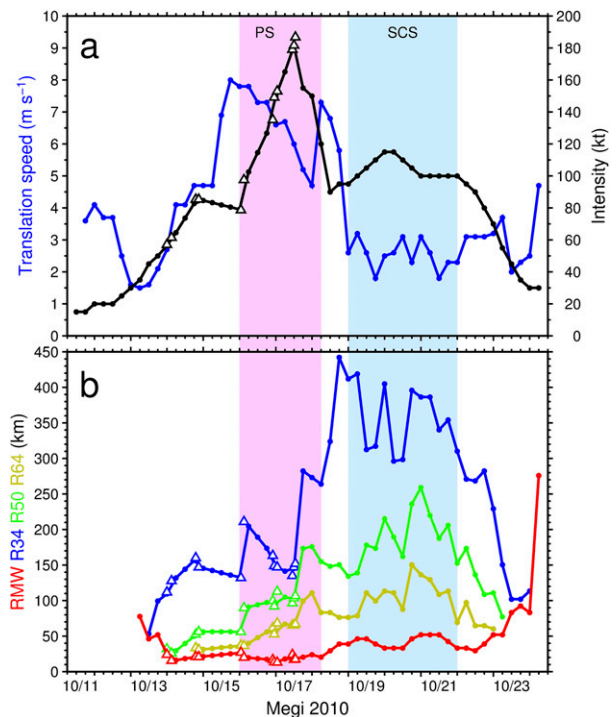 10 200
9 180
8 160
7 140
6 120
5 100
4 80
3 60
2 40
1 20
0 0
a
PS
SCS
Translation speed (m s⁻¹)
Intensity (kt)
450
400
350
300
250
200
150
100
50
0
b
RMW R34 R50 R64 (km)
10/11 10/13 10/15 10/17 10/19 10/21 10/23
Megi 2010